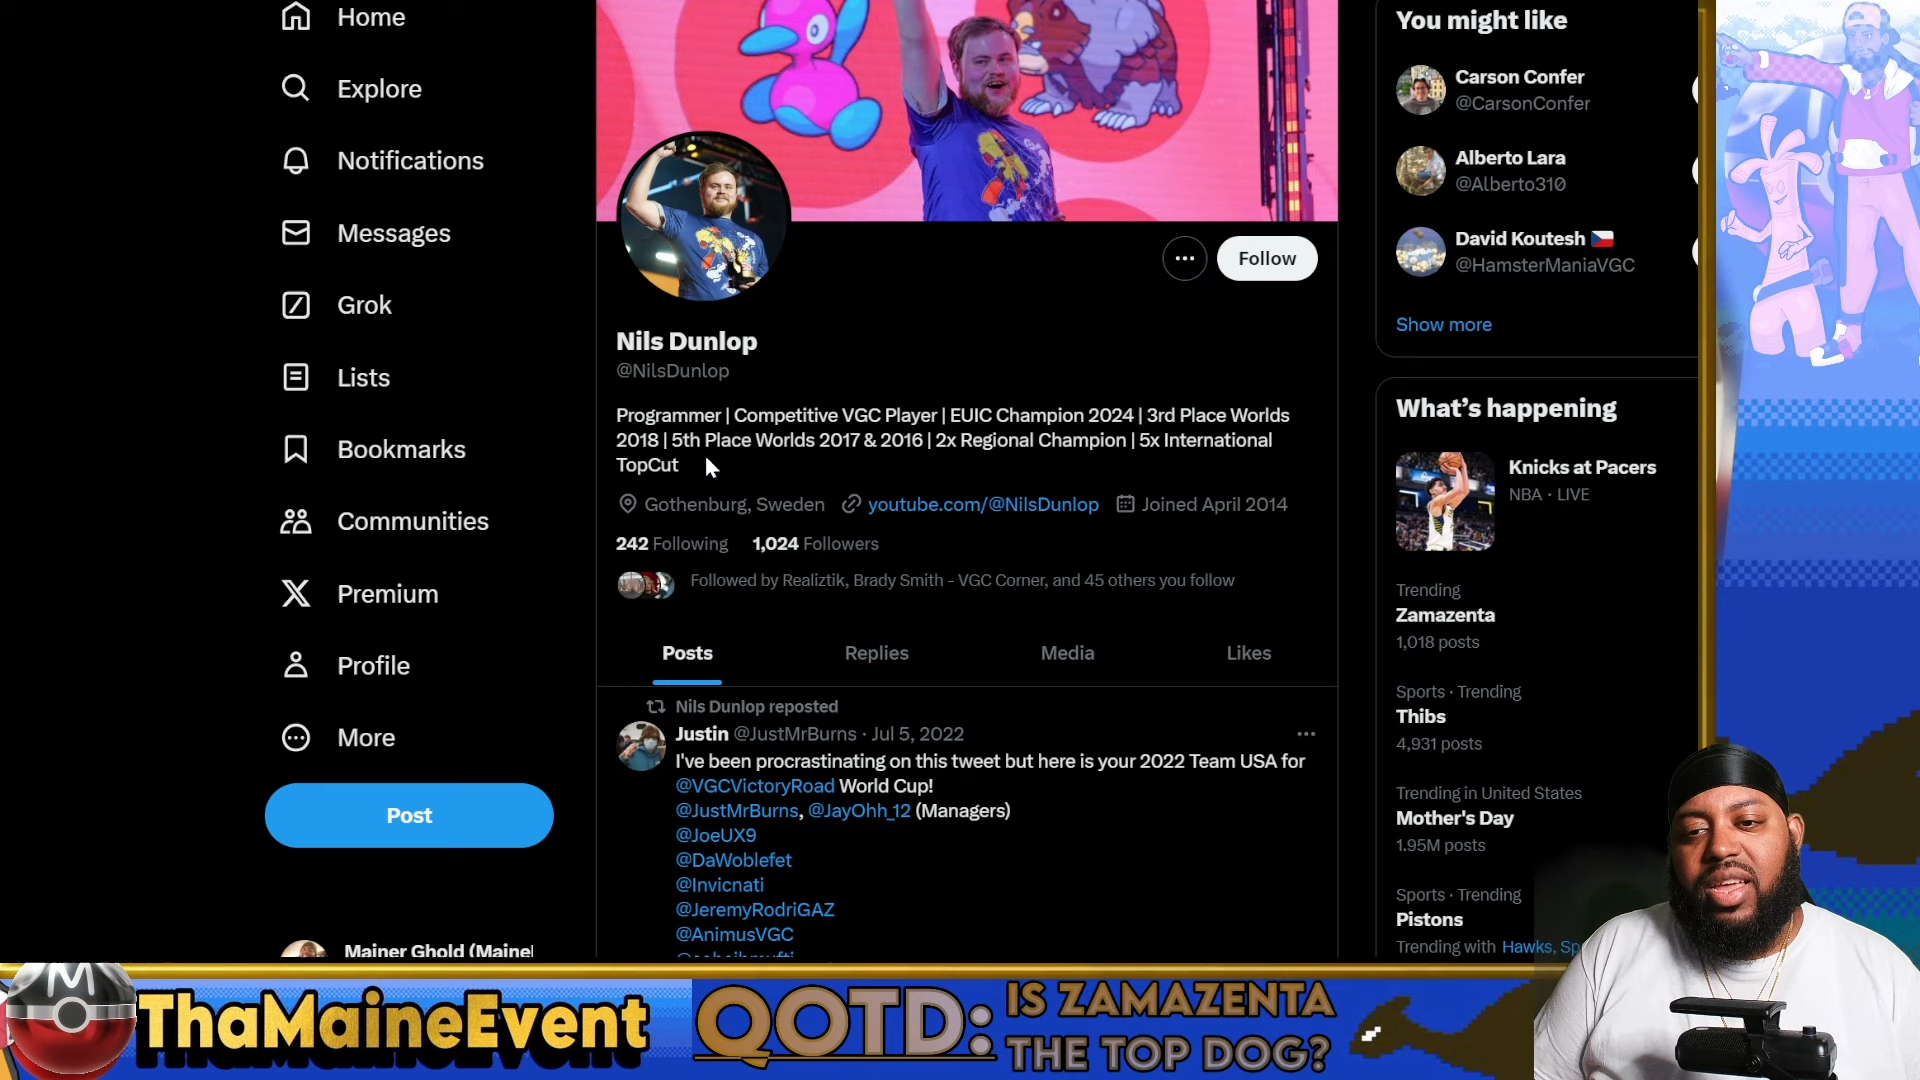 Home
Explore
Notifications
Messages
Grok
Lists
Bookmarks
Communities
Premium
Profile
More
Post
Mainer Ghold (Maine
Follow
Nils Dunlop
@NilsDunlop
Programmer | Competitive VGC Player | EUIC Champion 2024 | 3rd Place Worlds
2018 | 5th Place Worlds 2017 & 2016 | 2x Regional Champion | 5x International
TopCut
Gothenburg, Sweden youtube.com/@NilsDunlop Joined April 2014
242 Following 1,024 Followers
Followed by Realiztik, Brady Smith - VGC Corner, and 45 others you follow
Posts Replies Media Likes
Nils Dunlop reposted
Justin @JustMrBurns · Jul 5, 2022
I've been procrastinating on this tweet but here is your 2022 Team USA for
@VGCVictoryRoad World Cup!
@JustMrBurns, @JayOhh_12 (Managers)
@JoeUX9
@DaWoblefet
@Invicnati
@JeremyRodriGAZ
@AnimusVGC
You might like
Carson Confer
@CarsonConfer
Alberto Lara
@Alberto310
David Koutesh
@HamsterManiaVGC
Show more
What's happening
Knicks at Pacers
NBA · LIVE
Trending
Zamazenta
1,018 posts
Sports · Trending
Thibs
4,931 posts
Trending in United States
Mother's Day
1.95M posts
Sports · Trending
Pistons
Trending with Hawks, Sp
M
ThaMaineEvent
QOTD: IS ZAMAZENTA
THE TOP DOG?